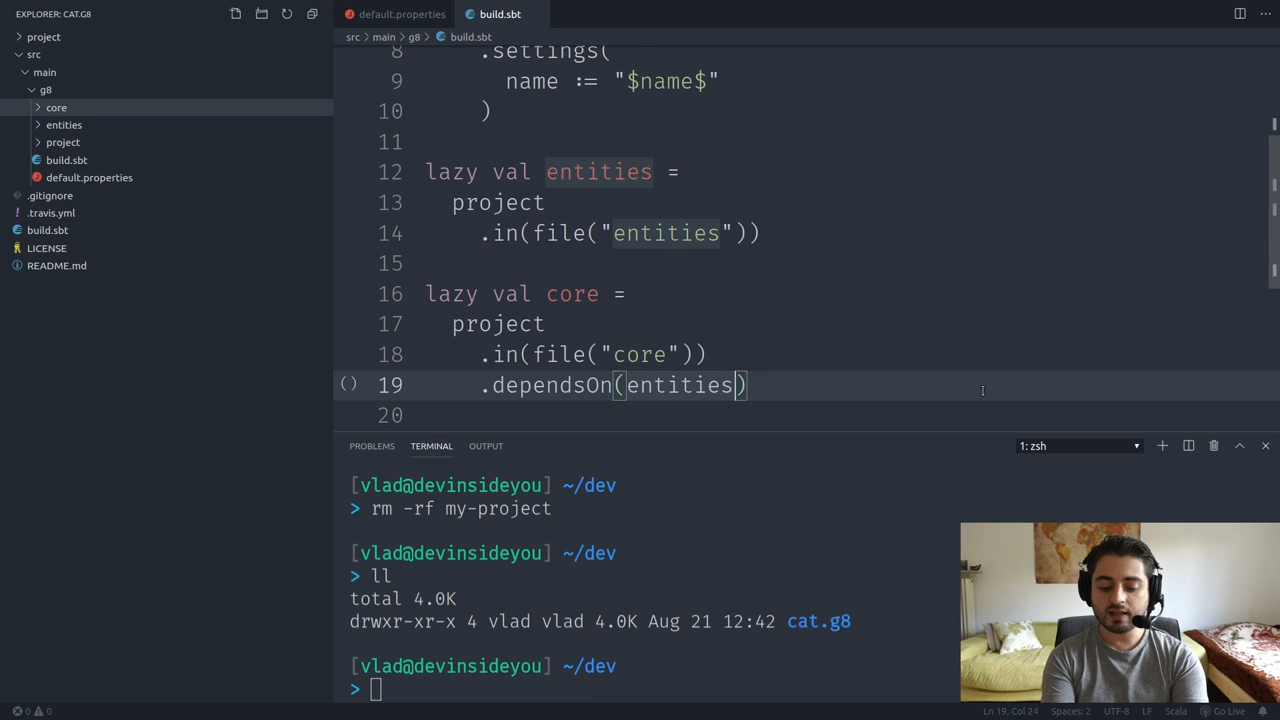 EXPLORER: CAT.G8
project
src
main
g8
core
entities
project
build.sbt
default.properties
.gitignore
.travis.yml
build.sbt
LICENSE
README.md
default.properties
build.sbt
src > main > g8 > build.sbt
8 .settings(
9 name := "$name$"
10 )
11
12 lazy val entities =
13 project
14 .in(file("entities"))
15
16 lazy val core =
17 project
18 .in(file("core"))
19 .dependsOn(entities)
20
PROBLEMS TERMINAL OUTPUT 1: zsh
[vlad@devinsideyou] ~/dev
> rm -rf my-project
[vlad@devinsideyou] ~/dev
> ll
total 4.0K
drwxr-xr-x 4 vlad vlad 4.0K Aug 21 12:42 cat.g8
[vlad@devinsideyou] ~/dev
>
0 0 Ln 19, Col 24 Spaces: 2 UTF-8 LF Scala Go Live